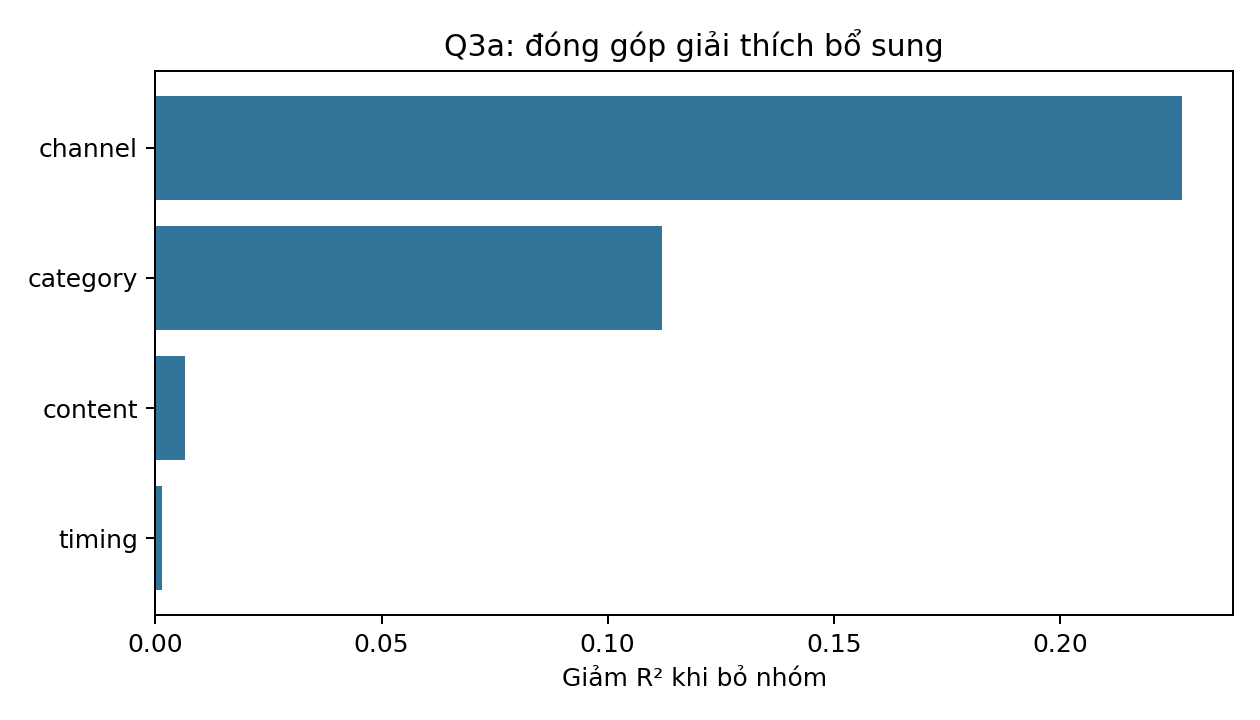 Q3a: đóng góp giải thích bổ sung
channel
category
content
timing
0.00 0.05 0.10 0.15 0.20
Giảm R² khi bỏ nhóm